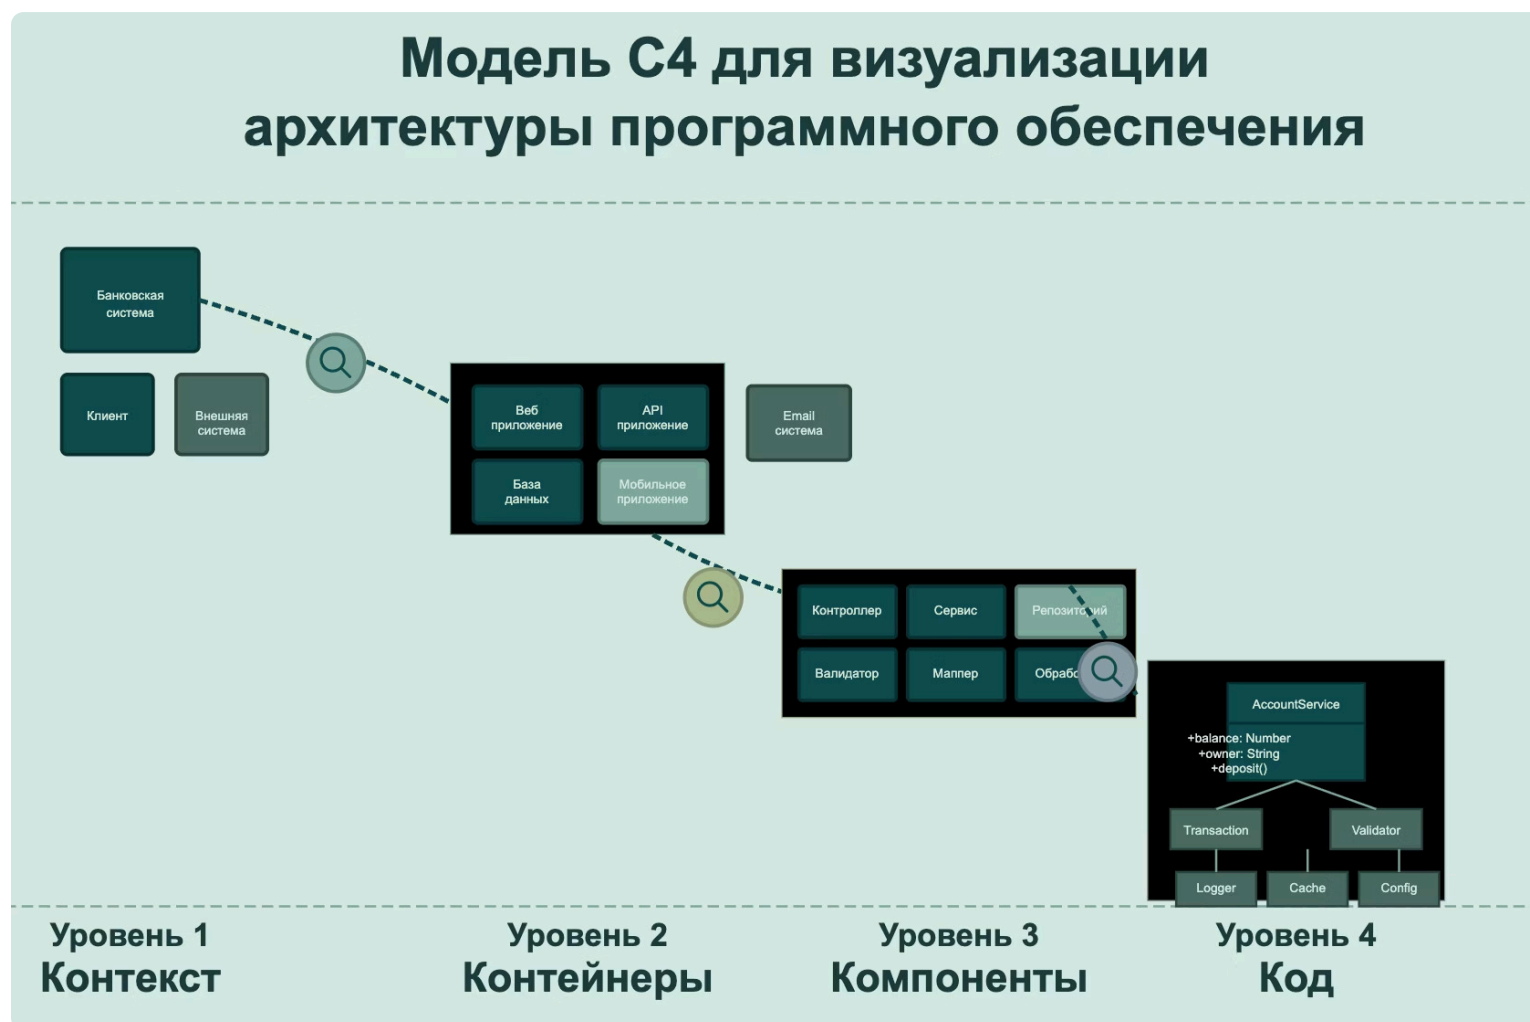 Модель C4 для визуализации
архитектуры программного обеспечения
Банковская
система
Клиент
Внешняя
система
Веб
приложение
API
приложение
База
данных
Мобильное
приложение
Email
система
Контроллер
Сервис
Репозиторий
Валидатор
Маппер
AccountService
+balance: Number
+owner: String
+deposit()
Transaction
Validator
Logger
Cache
Config
Уровень 1
Контекст
Уровень 2
Контейнеры
Уровень 3
Компоненты
Уровень 4
Код